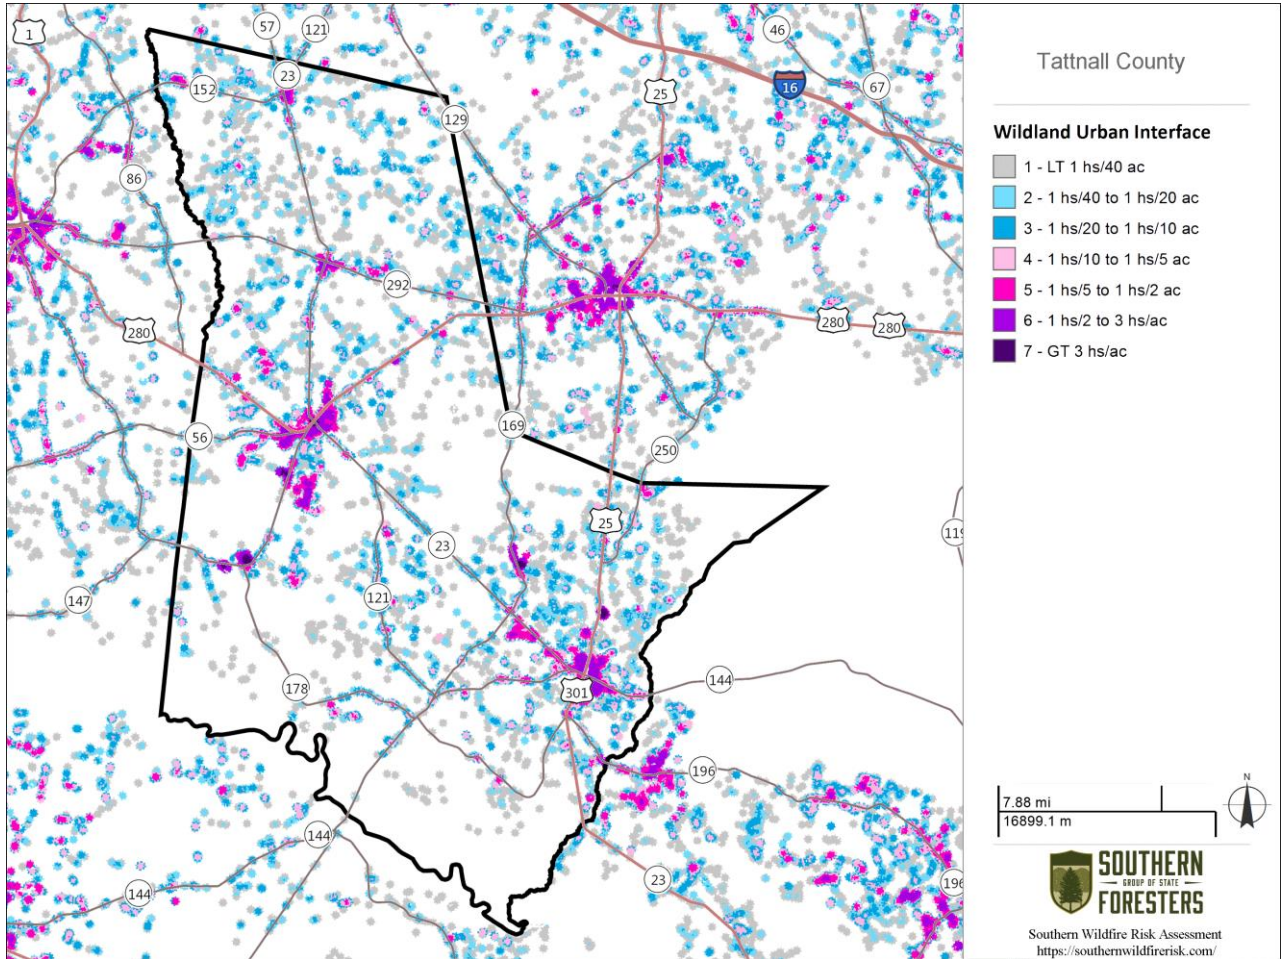 Tattnall County
Wildland Urban Interface
1 - LT 1 hs/40 ac
2 - 1 hs/40 to 1 hs/20 ac
3 - 1 hs/20 to 1 hs/10 ac
4 - 1 hs/10 to 1 hs/5 ac
5 - 1 hs/5 to 1 hs/2 ac
6 - 1 hs/2 to 3 hs/ac
7 - GT 3 hs/ac
1
57
121
46
23
152
25
16
67
129
86
292
280
280
280
56
169
250
25
119
23
147
121
178
301
144
196
144
144
23
196
N
7.88 mi
16899.1 m
SOUTHERN
GROUP OF STATE
FORESTERS
Southern Wildfire Risk Assessment
https://southernwildfirerisk.com/